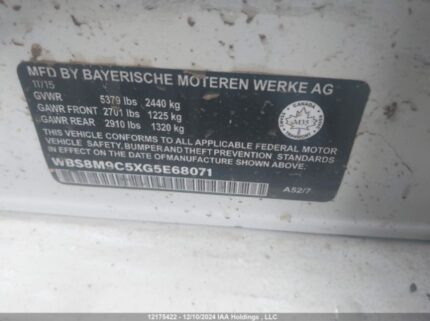 MFD BY BAYERISCHE MOTEREN WERKE AG
11/15
GVWR 5379 lbs 2440 kg
GAWR FRONT 2701 lbs 1225 kg
GAWR REAR 2910 lbs 1320 kg
THIS VEHICLE CONFORMS TO ALL APPLICABLE FEDERAL MOTOR
VEHICLE SAFETY, BUMPER AND THEFT PREVENTION STANDARDS
IN EFFECT ON THE DATE OF MANUFACTURE SHOWN ABOVE.
WBS8M9C5XG5E68071
A52/7
CANADA
12175422 - 12/10/2024 IAA Holdings , LLC